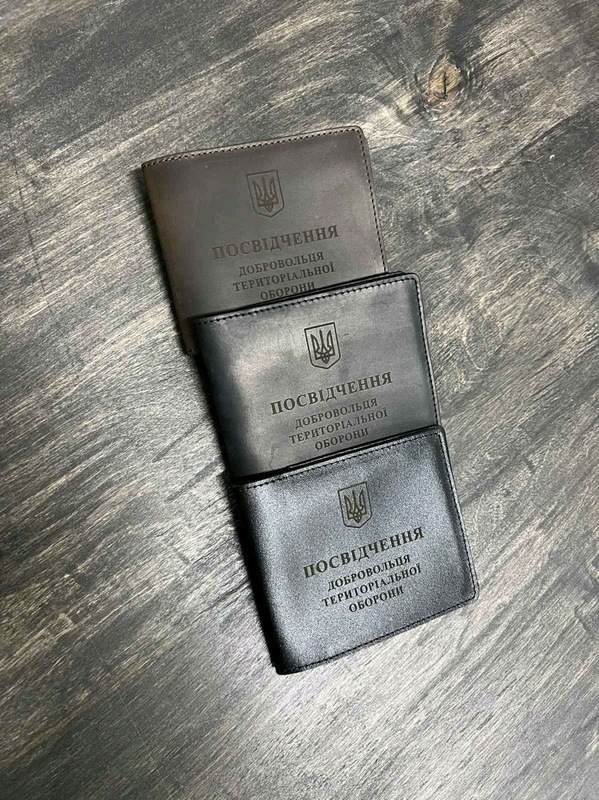 ПОСВІДЧЕННЯ
ДОБРОВОЛЬЦЯ
ТЕРИТОРІАЛЬНОЇ
ОБОРОНИ
ПОСВІДЧЕННЯ
ДОБРОВОЛЬЦЯ
ТЕРИТОРІАЛЬНОЇ
ОБОРОНИ
ПОСВІДЧЕННЯ
ДОБРОВОЛЬЦЯ
ТЕРИТОРІАЛЬНОЇ
ОБОРОНИ